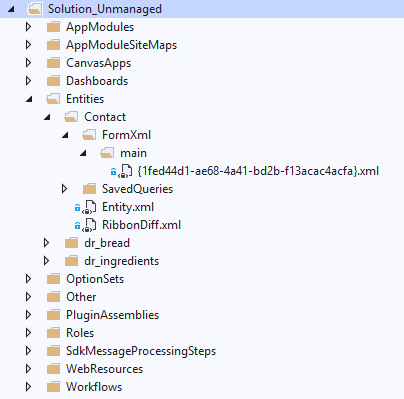 Solution_Unmanaged
AppModules
AppModuleSiteMaps
CanvasApps
Dashboards
Entities
Contact
FormXml
main
{1fed44d1-ae68-4a41-bd2b-f13acac4acfa}.xml
SavedQueries
Entity.xml
RibbonDiff.xml
dr_bread
dr_ingredients
OptionSets
Other
PluginAssemblies
Roles
SdkMessageProcessingSteps
WebResources
Workflows